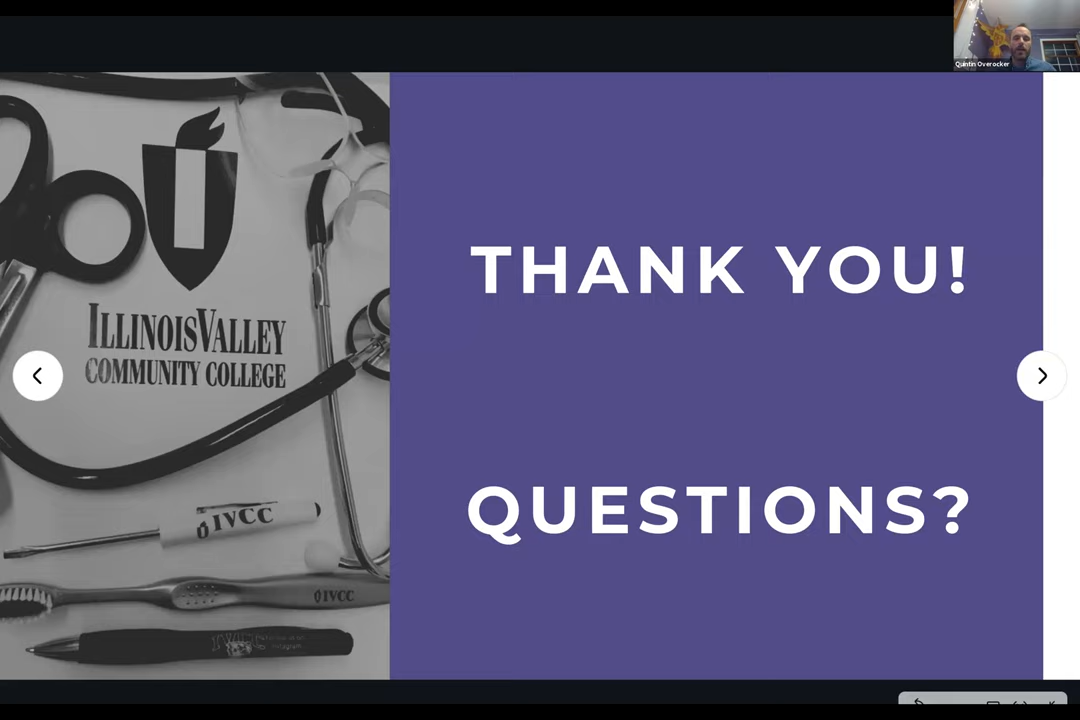 Quintin Overocker
ILLINOIS VALLEY
COMMUNITY COLLEGE
THANK YOU!
QUESTIONS?
IVCC
IVCC